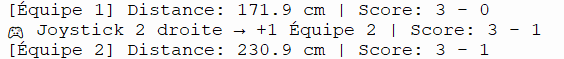 [Équipe 1] Distance: 171.9 cm | Score: 3 - 0
🎮 Joystick 2 droite → +1 Équipe 2 | Score: 3 - 1
[Équipe 2] Distance: 230.9 cm | Score: 3 - 1